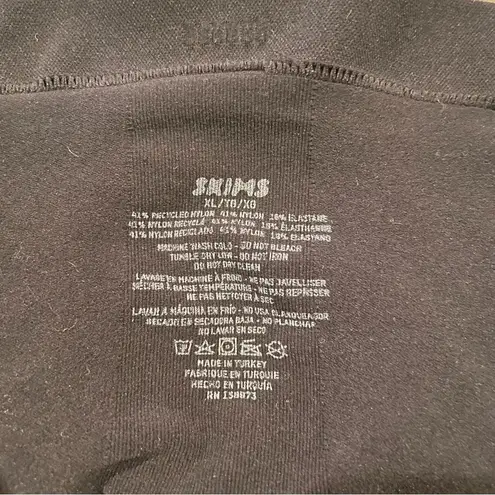 SKIMS
XL/TG/XG
41% RECYCLED NYLON 41% NYLON 18% ELASTANE
41% NYLON RECYCLÉ 41% NYLON 18% ÉLASTHANNE
41% NYLON RECICLADO 41% NYLON 18% ELASTANO
MACHINE WASH COLD - DO NOT BLEACH
TUMBLE DRY LOW - DO NOT IRON
DO NOT DRY CLEAN
LAVAGE EN MACHINE À FROID - NE PAS JAVELLISER
SÉCHER À BASSE TEMPÉRATURE - NE PAS REPASSER
NE PAS NETTOYER À SEC
LAVAR A MÁQUINA EN FRÍO - NO USA BLANQUEADOR
SECADO EN SECADORA BAJA - NO PLANCHAR
NO LAVAR EN SECO
MADE IN TURKEY
FABRIQUÉ EN TURQUIE
HECHO EN TURQUÍA
RN 158873